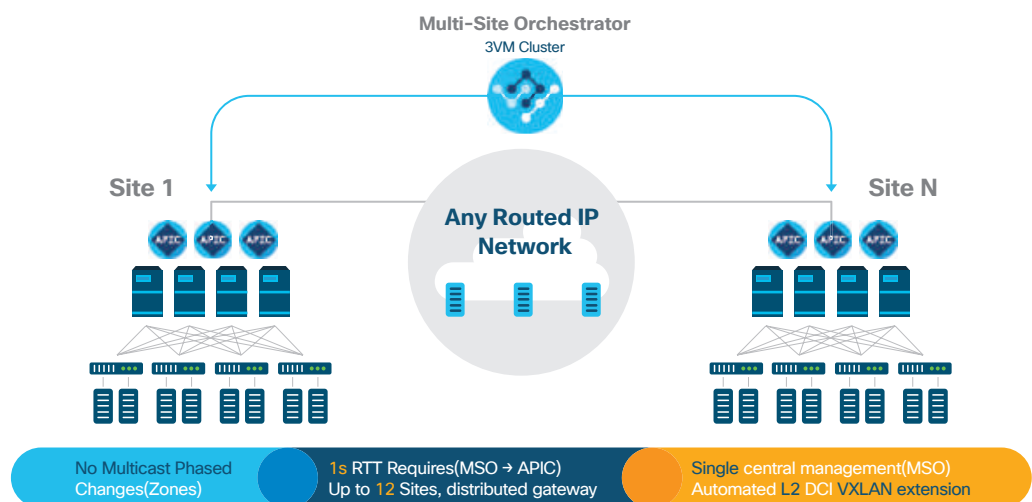 Multi-Site Orchestrator
3VM Cluster
Site 1
Site N
Any Routed IP
Network
APIC APIC APIC
APIC APIC APIC
No Multicast Phased
Changes(Zones)
1s RTT Requires(MSO → APIC)
Up to 12 Sites, distributed gateway
Single central management(MSO)
Automated L2 DCI VXLAN extension